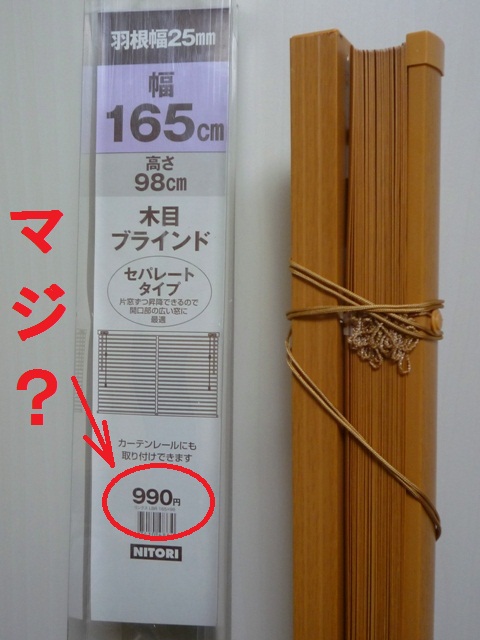 羽根幅25mm
幅
165cm
高さ
98cm
木目
ブラインド
セパレート
タイプ
片窓ずつ昇降できるので
開口部の広い窓に
最適
マジ?
カーテンレールにも
取り付けできます
990円
NITORI